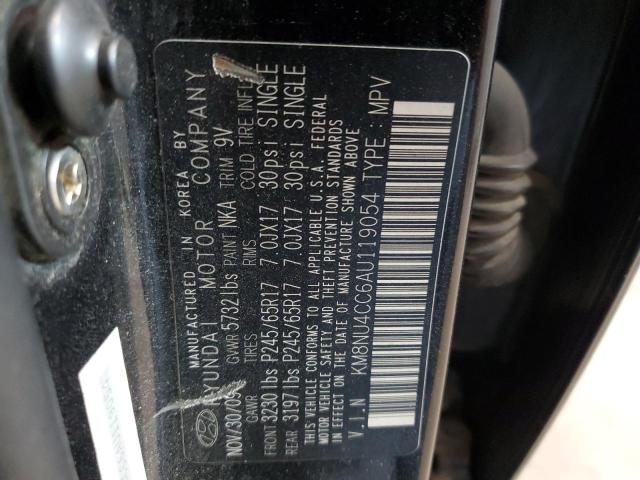 MANUFACTURED IN KOREA BY
HYUNDAI MOTOR COMPANY
NOV/30/09 GVWR 5732lbs PAINT NKA TRIM 9V
GAWR TIRES RIMS COLD TIRE INFL
FRONT 3230lbs P245/65R17 7.0JX17 30psi SINGLE
REAR 3197lbs P245/65R17 7.0JX17 30psi SINGLE
THIS VEHICLE CONFORMS TO ALL APPLICABLE U.S.A. FEDERAL
MOTOR VEHICLE SAFETY AND THEFT PREVENTION STANDARDS
IN EFFECT ON THE DATE OF MANUFACTURE SHOWN ABOVE
V.I.N KM8NU4CC6AU119054 TYPE: MPV